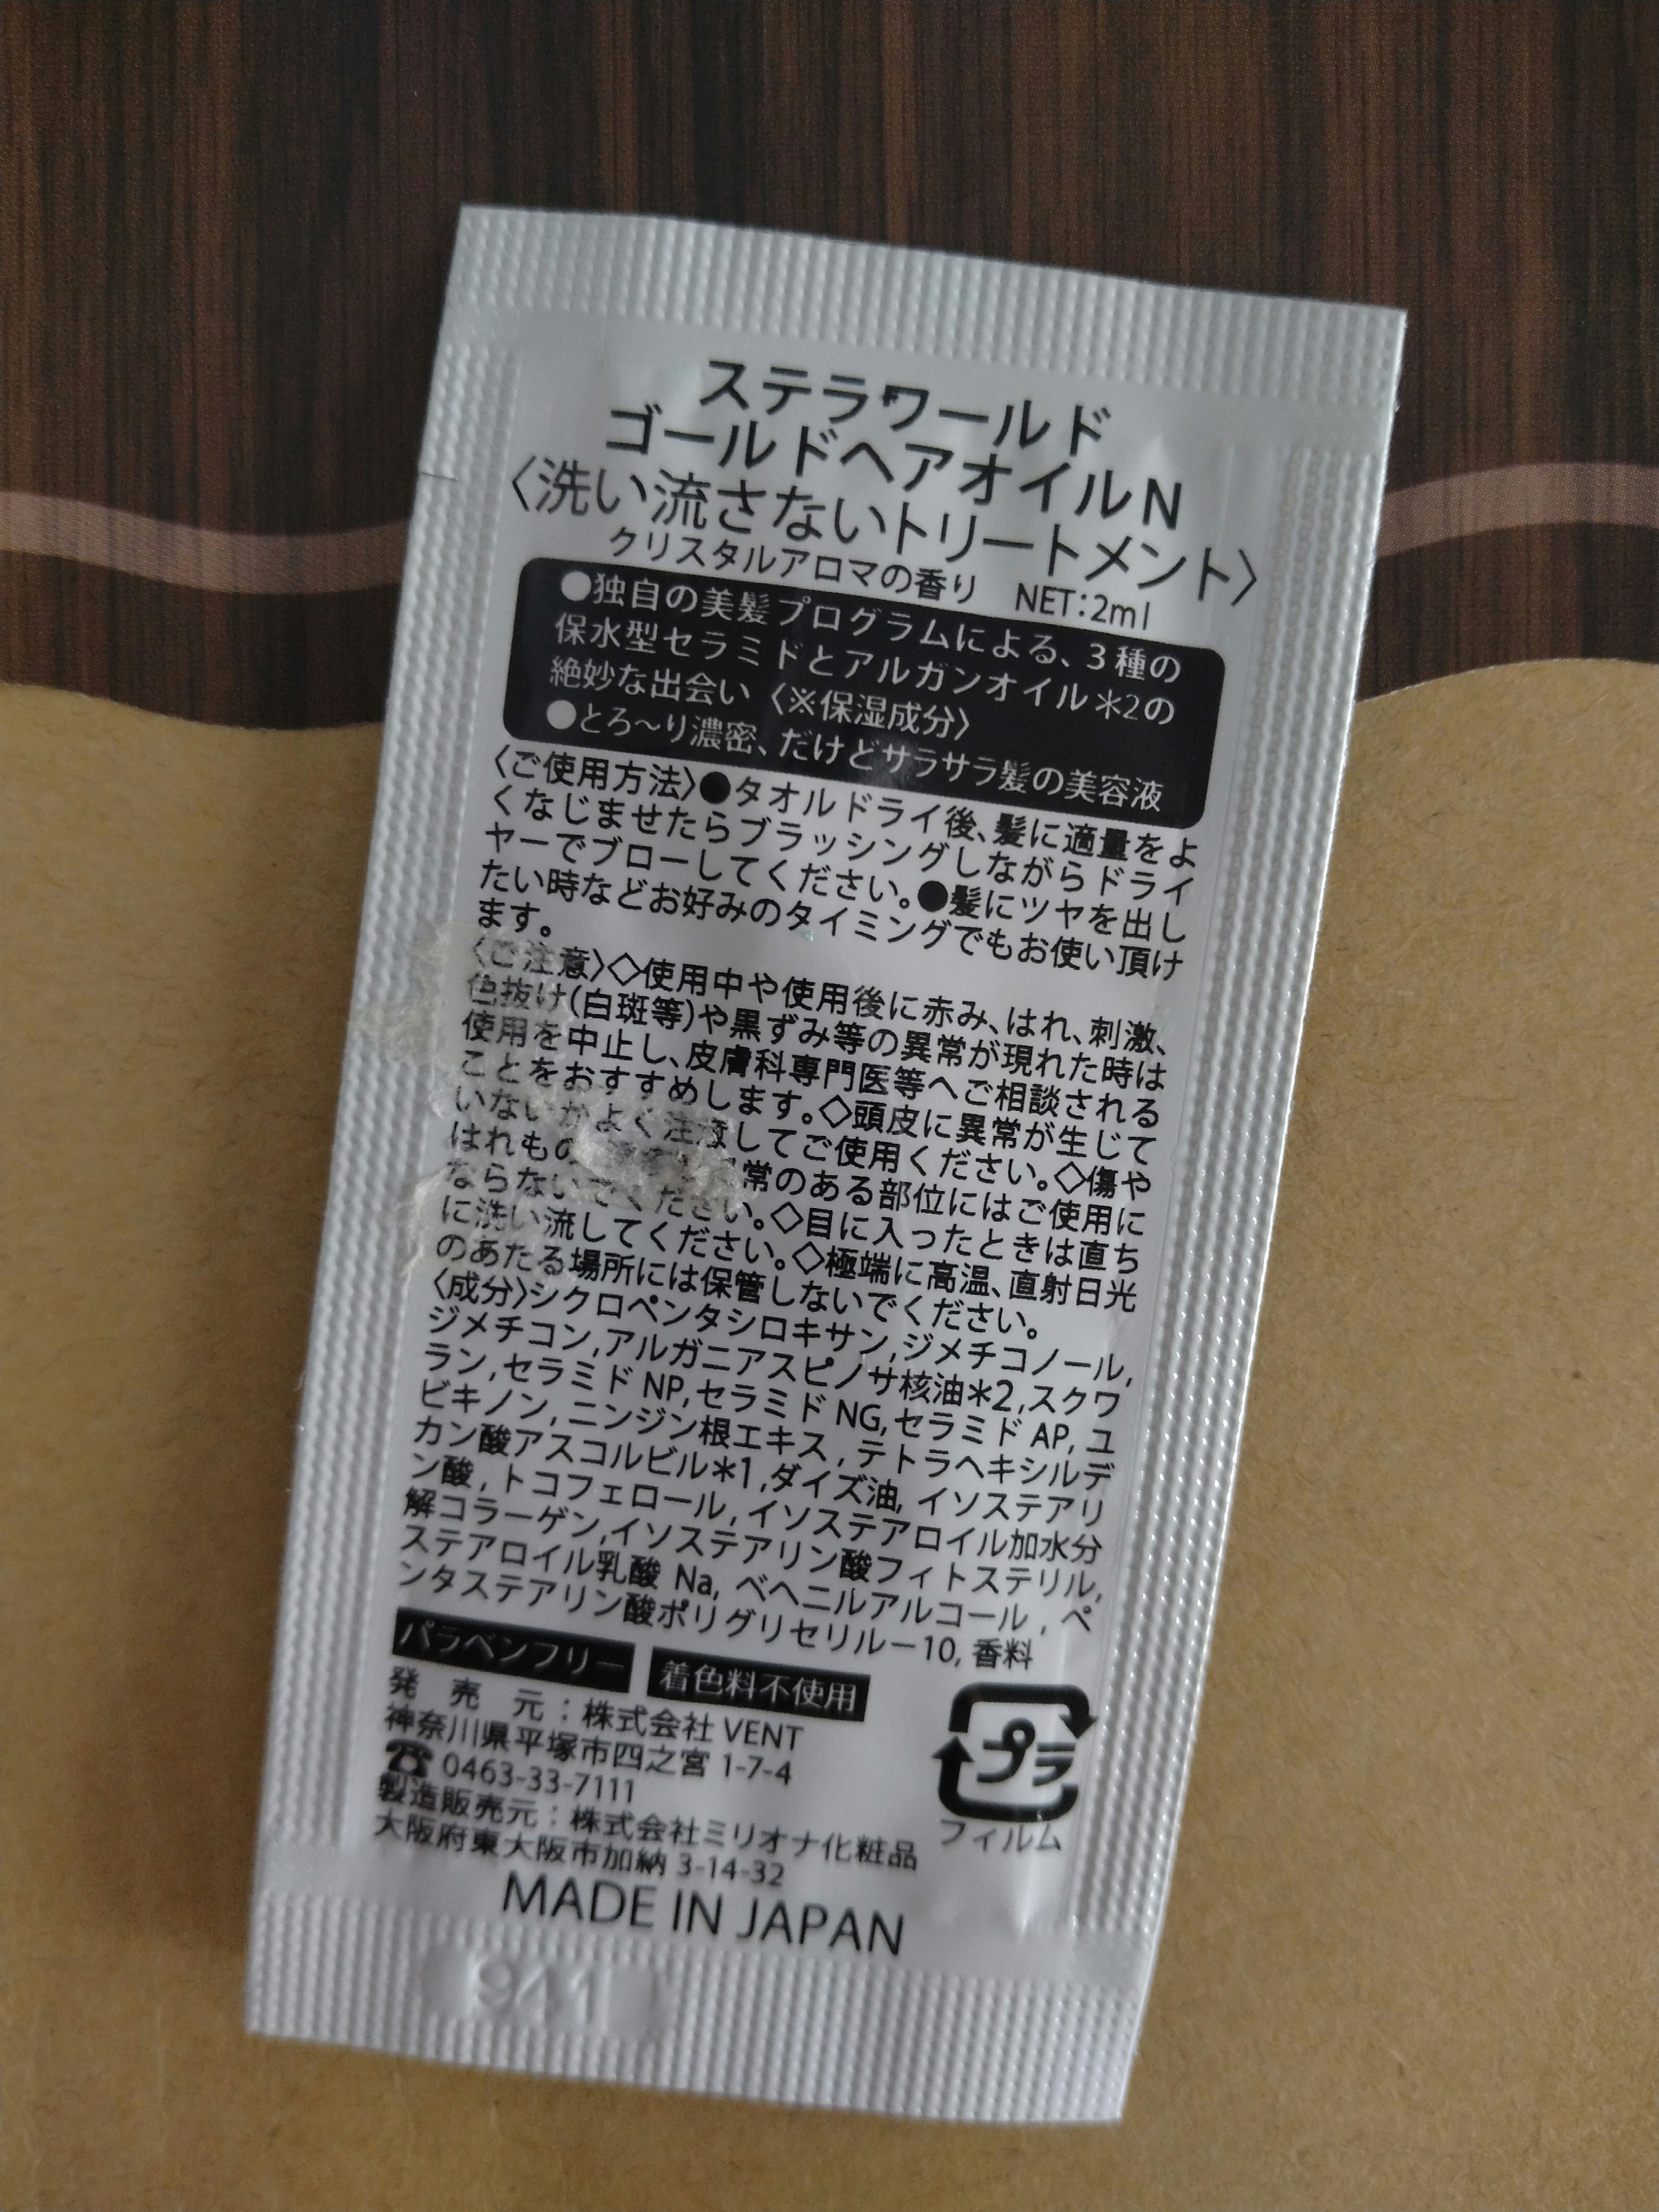 ステラワールド
ゴールドヘアオイルN
〈洗い流さないトリートメント〉
クリスタルアロマの香り NET:2ml
●独自の美髪プログラムによる、3種の
保水型セラミドとアルガンオイル＊2の
絶妙な出会い〈※保湿成分〉
●とろ〜り濃密、だけどサラサラ髪の美容液
〈ご使用方法〉●タオルドライ後、髪に適量をよ
くなじませたらブラッシングしながらドライ
ヤーでブローしてください。●髪にツヤを出し
たい時などお好みのタイミングでもお使い頂け
ます。
〈ご注意〉◇使用中や使用後に赤み、はれ、刺激、
色抜け(白斑等)や黒ずみ等の異常が現れた時は
使用を中止し、皮膚科専門医等へご相談される
ことをおすすめします。◇頭皮に異常が生じて
いないかよく注意してご使用ください。◇傷や
はれもの 常のある部位にはご使用に
ならないでください。◇目に入ったときは直ち
に洗い流してください。◇極端に高温、直射日光
のあたる場所には保管しないでください。
〈成分〉シクロペンタシロキサン,ジメチコノール,
ジメチコン,アルガニアスピノサ核油＊2,スクワ
ラン,セラミド NP,セラミド NG,セラミド AP,ユ
ビキノン,ニンジン根エキス,テトラヘキシルデ
カン酸アスコルビル＊1,ダイズ油,イソステアリ
ン酸,トコフェロール,イソステアロイル加水分
解コラーゲン,イソステアリン酸フィトステリル,
ステアロイル乳酸 Na,ベヘニルアルコール,ペ
ンタステアリン酸ポリグリセリルー10,香料
パラベンフリー 着色料不使用
発 売 元：株式会社 VENT
神奈川県平塚市四之宮 1-7-4
☎ 0463-33-7111
製造販売元：株式会社ミリオナ化粧品
大阪府東大阪市加納 3-14-32
プラ
フィルム
MADE IN JAPAN
941